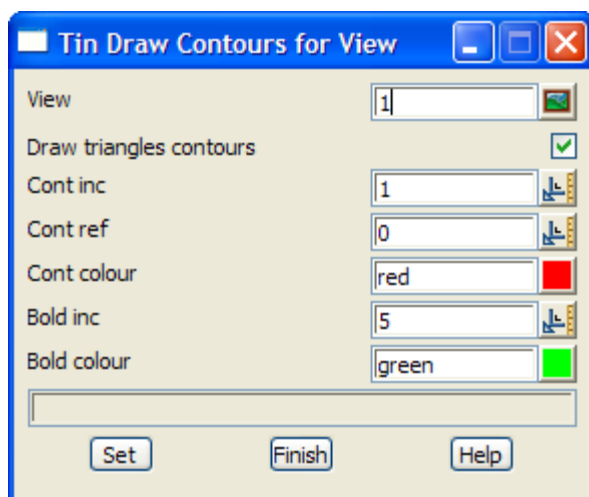 Tin Draw Contours for View
View 1
Draw triangles contours
Cont inc 1
Cont ref 0
Cont colour red
Bold inc 5
Bold colour green
Set Finish Help